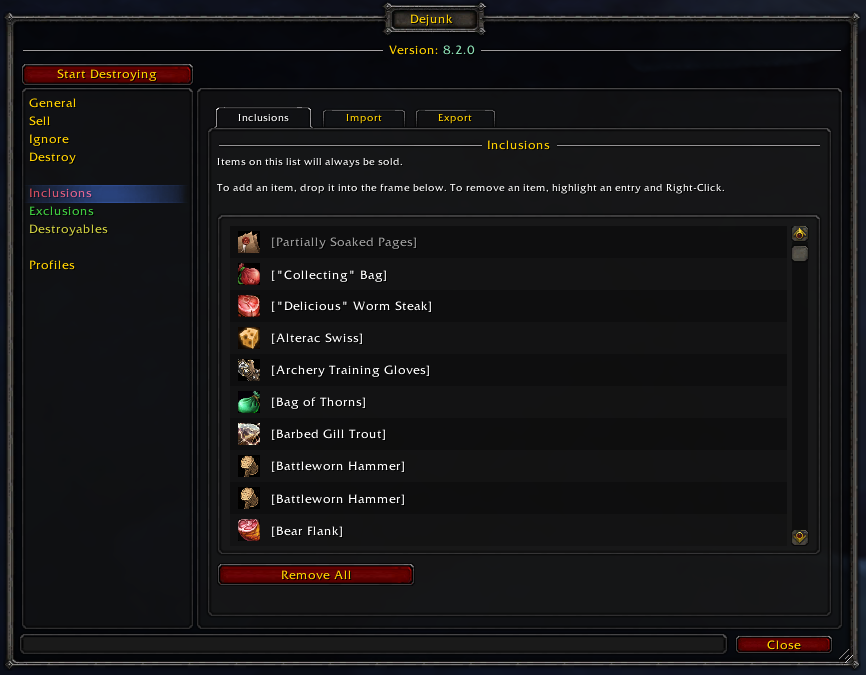 Dejunk
Version: 8.2.0
Start Destroying
General
Sell
Ignore
Destroy
Inclusions
Exclusions
Destroyables
Profiles
Inclusions Import Export
Inclusions
Items on this list will always be sold.
To add an item, drop it into the frame below. To remove an item, highlight an entry and Right-Click.
[Partially Soaked Pages]
["Collecting" Bag]
["Delicious" Worm Steak]
[Alterac Swiss]
[Archery Training Gloves]
[Bag of Thorns]
[Barbed Gill Trout]
[Battleworn Hammer]
[Battleworn Hammer]
[Bear Flank]
Remove All
Close